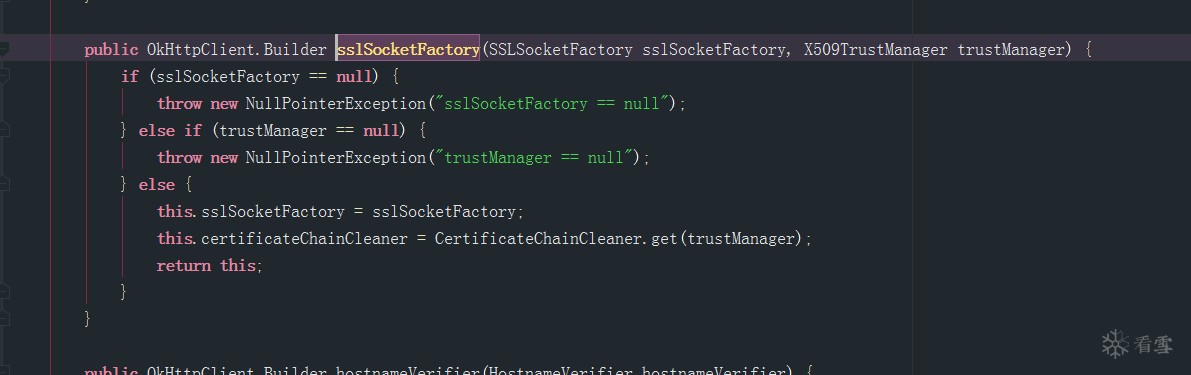 public OkHttpClient.Builder sslSocketFactory(SSLSocketFactory sslSocketFactory, X509TrustManager trustManager) {
if (sslSocketFactory == null) {
throw new NullPointerException("sslSocketFactory == null");
} else if (trustManager == null) {
throw new NullPointerException("trustManager == null");
} else {
this.sslSocketFactory = sslSocketFactory;
this.certificateChainCleaner = CertificateChainCleaner.get(trustManager);
return this;
}
}
看雪
public OkHttpClient.Builder hostnameVerifier(HostnameVerifier hostnameVerifier) {